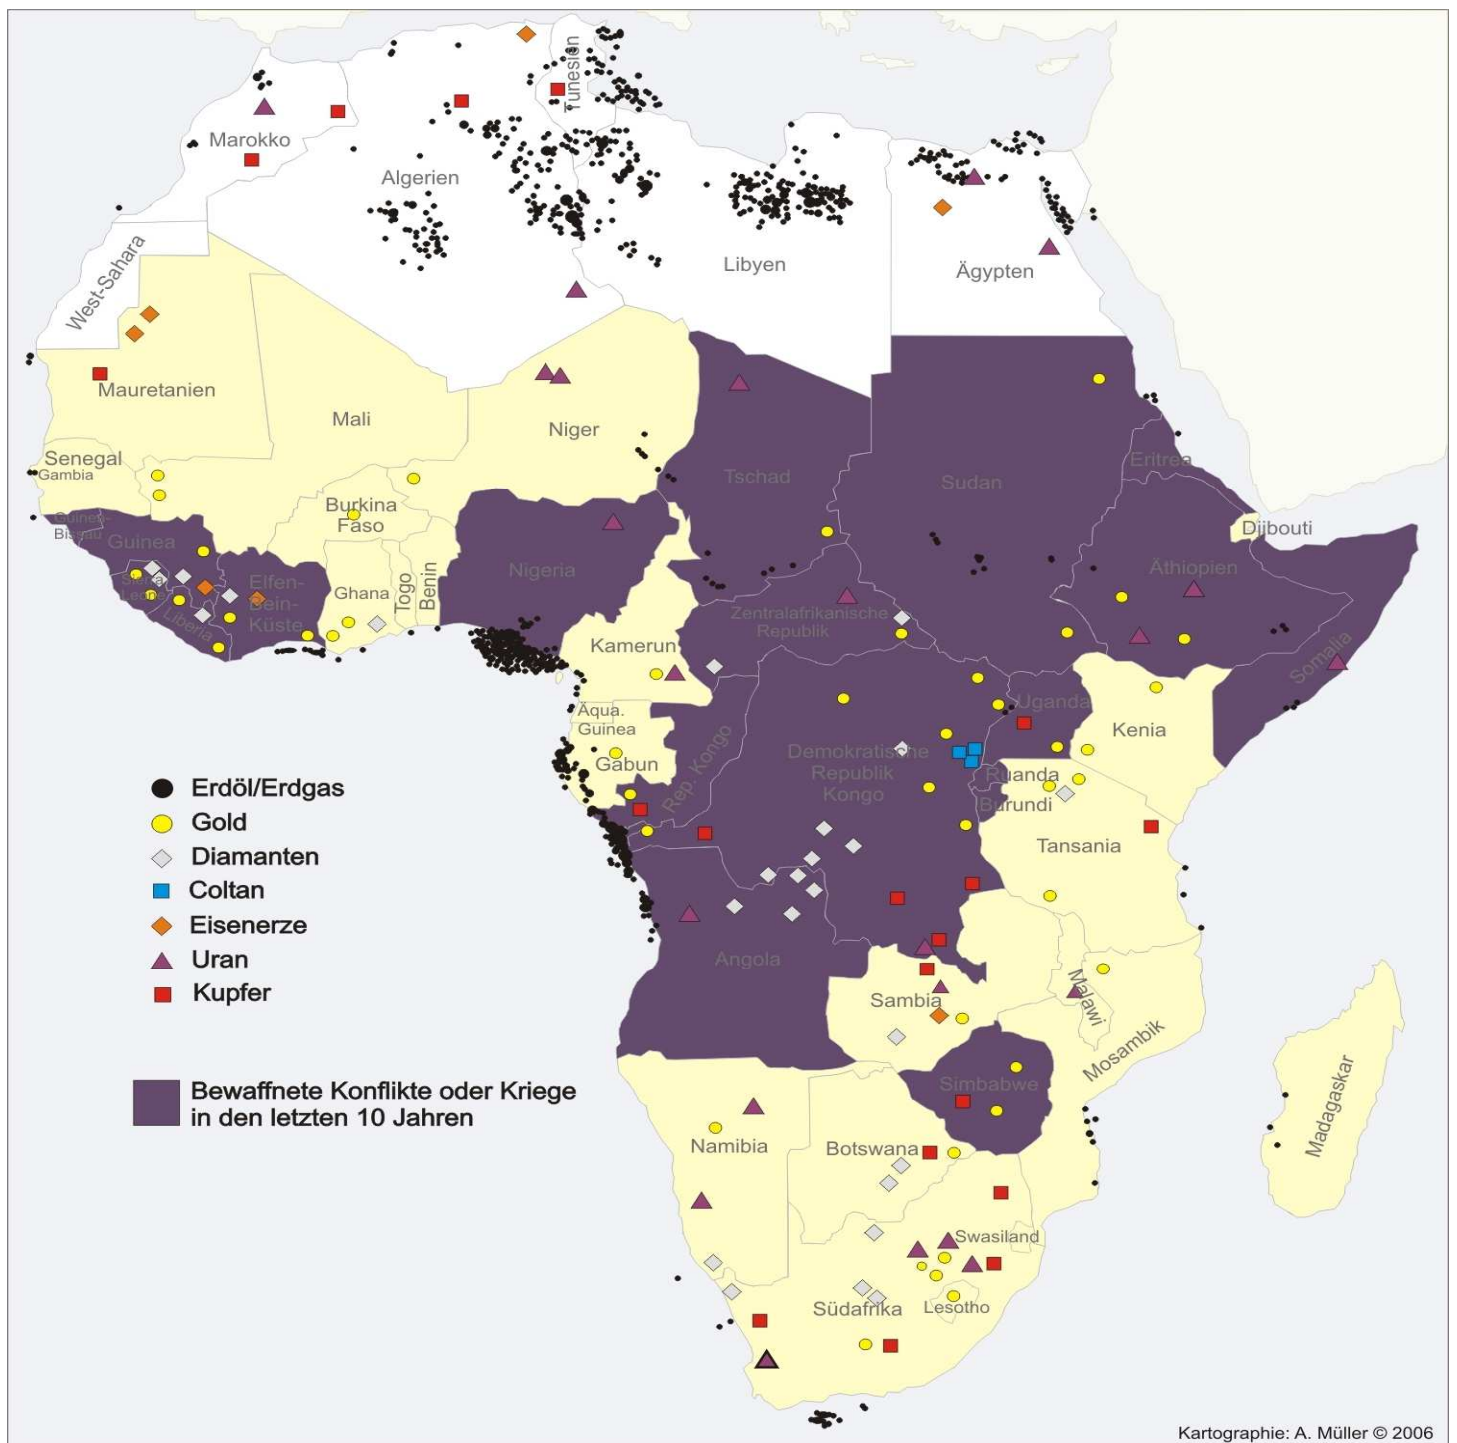 Tunesien
Marokko
Algerien
Libyen
Ägypten
West-Sahara
Mauretanien
Mali
Niger
Tschad
Sudan
Eritrea
Senegal
Gambia
Burkina
Faso
Djibouti
Guinea-
Bissau
Guinea
Sierra
Leone
Liberia
Elfen-
Bein-
Küste
Ghana
Togo
Benin
Nigeria
Äthiopien
Somalia
Zentralafrikanische
Republik
Kamerun
Äqua.
Guinea
Gabun
Rep. Kongo
Demokratische
Republik
Kongo
Uganda
Kenia
Ruanda
Burundi
Tansania
Erdöl/Erdgas
Gold
Diamanten
Coltan
Eisenerze
Uran
Kupfer
Angola
Sambia
Malawi
Mosambik
Simbabwe
Madagaskar
Bewaffnete Konflikte oder Kriege
in den letzten 10 Jahren
Namibia
Botswana
Swasiland
Südafrika
Lesotho
Kartographie: A. Müller © 2006